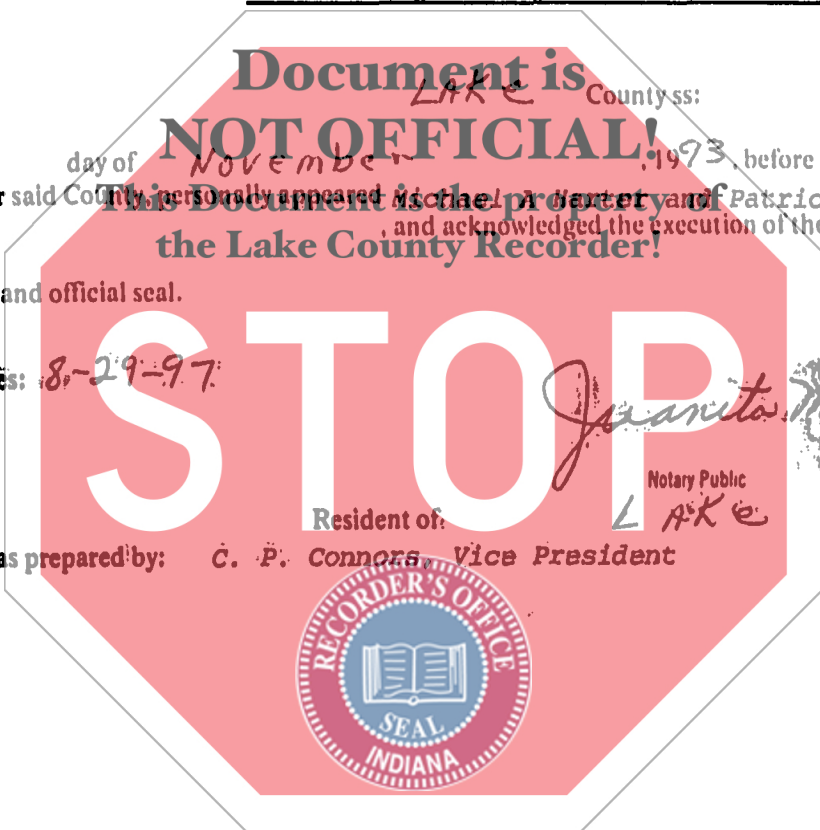 Document is
LAKE County ss:
NOT OFFICIAL!
day of November , 1993, before
This Document is the property of
r said County, personally appeared Michael A and Patric
, and acknowledged the execution of the
the Lake County Recorder!
and official seal.
STOP
es: 8-29-97
Juanita
Notary Public
Resident of: LAKE
as prepared by: C. P. Connors, Vice President
RECORDER'S OFFICE
SEAL
INDIANA